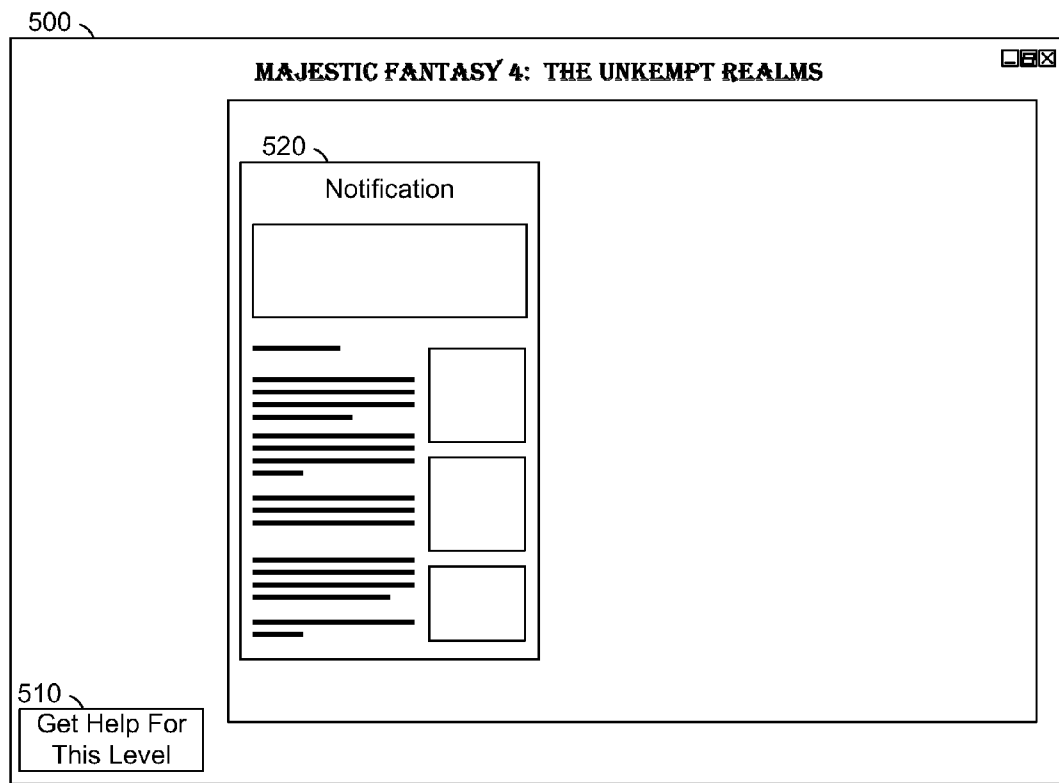 500
MAJESTIC FANTASY 4: THE UNKEMPT REALMS
520
Notification
510
Get Help For
This Level